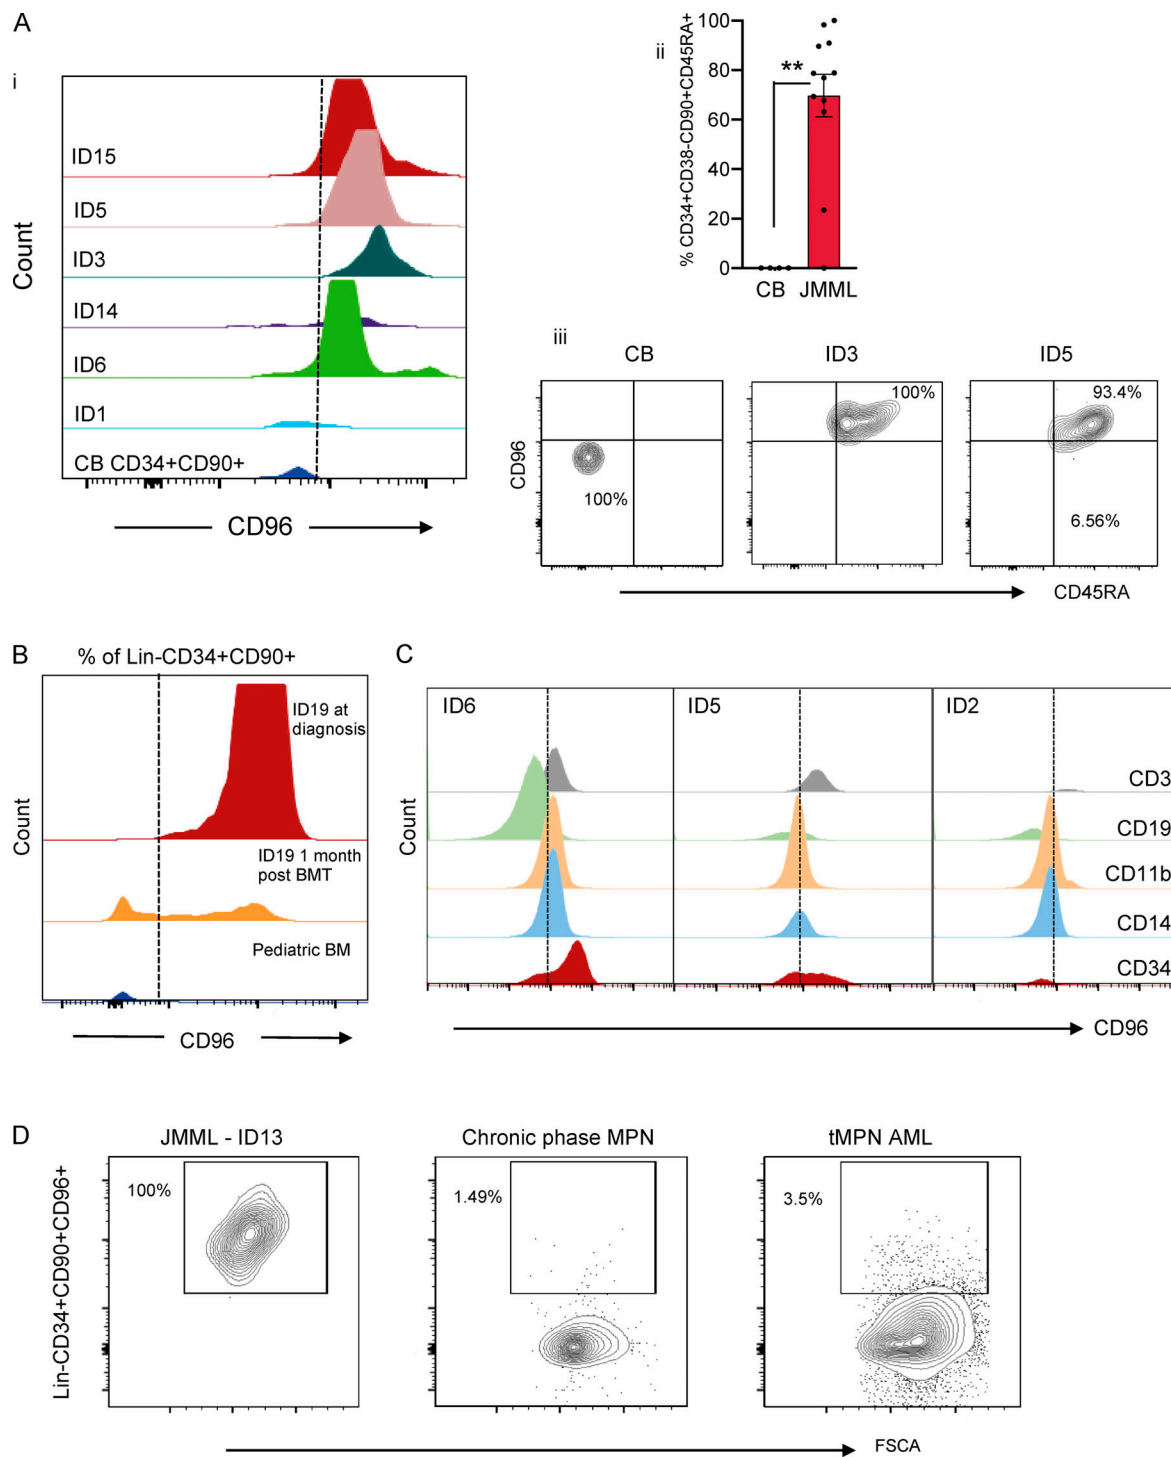 A
i
ID15
ID5
ID3
ID14
ID6
ID1
CB CD34+CD90+
Count
CD96
ii
% CD34+CD38-CD90+CD45RA+
100
80
60
40
20
0
**
CB JMML
iii
CB
ID3
ID5
100%
100%
93.4%
6.56%
CD96
CD45RA
B
% of Lin-CD34+CD90+
ID19 at
diagnosis
ID19 1 month
post BMT
Pediatric BM
Count
CD96
C
ID6
ID5
ID2
CD3
CD19
CD11b
CD14
CD34
Count
CD96
D
JMML - ID13
Chronic phase MPN
tMPN AML
100%
1.49%
3.5%
Lin-CD34+CD90+CD96+
FSCA